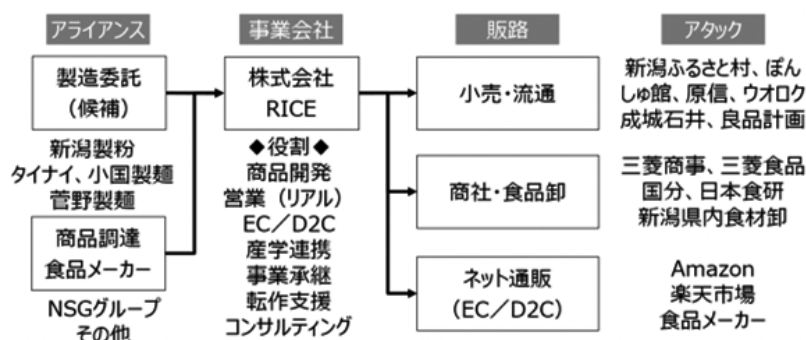 アライアンス
事業会社
販路
アタック
製造委託
（候補）
新潟製粉
タイナイ、小国製麺
菅野製麺
商品調達
食品メーカー
NSGグループ
その他
株式会社
RICE
◆役割◆
商品開発
営業（リアル）
EC／D2C
産学連携
事業承継
転作支援
コンサルティング
小売・流通
商社・食品卸
ネット通販
（EC／D2C）
新潟ふるさと村、ぽん
しゅ館、原信、ウオロク
成城石井、良品計画
三菱商事、三菱食品
国分、日本食研
新潟県内食材卸
Amazon
楽天市場
食品メーカー